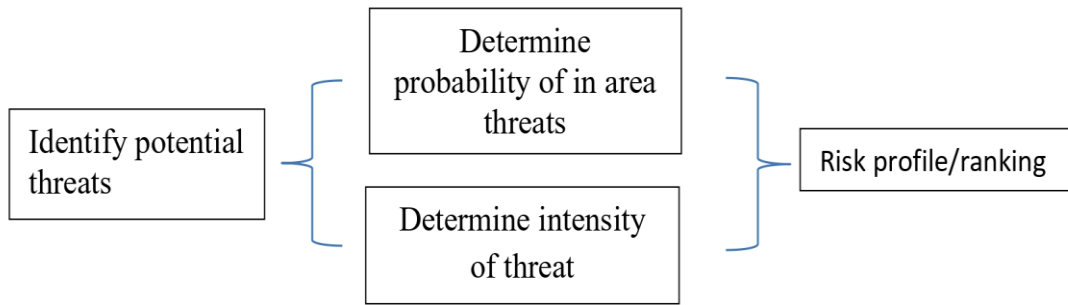 Identify potential
threats
Determine
probability of in area
threats
Determine intensity
of threat
Risk profile/ranking